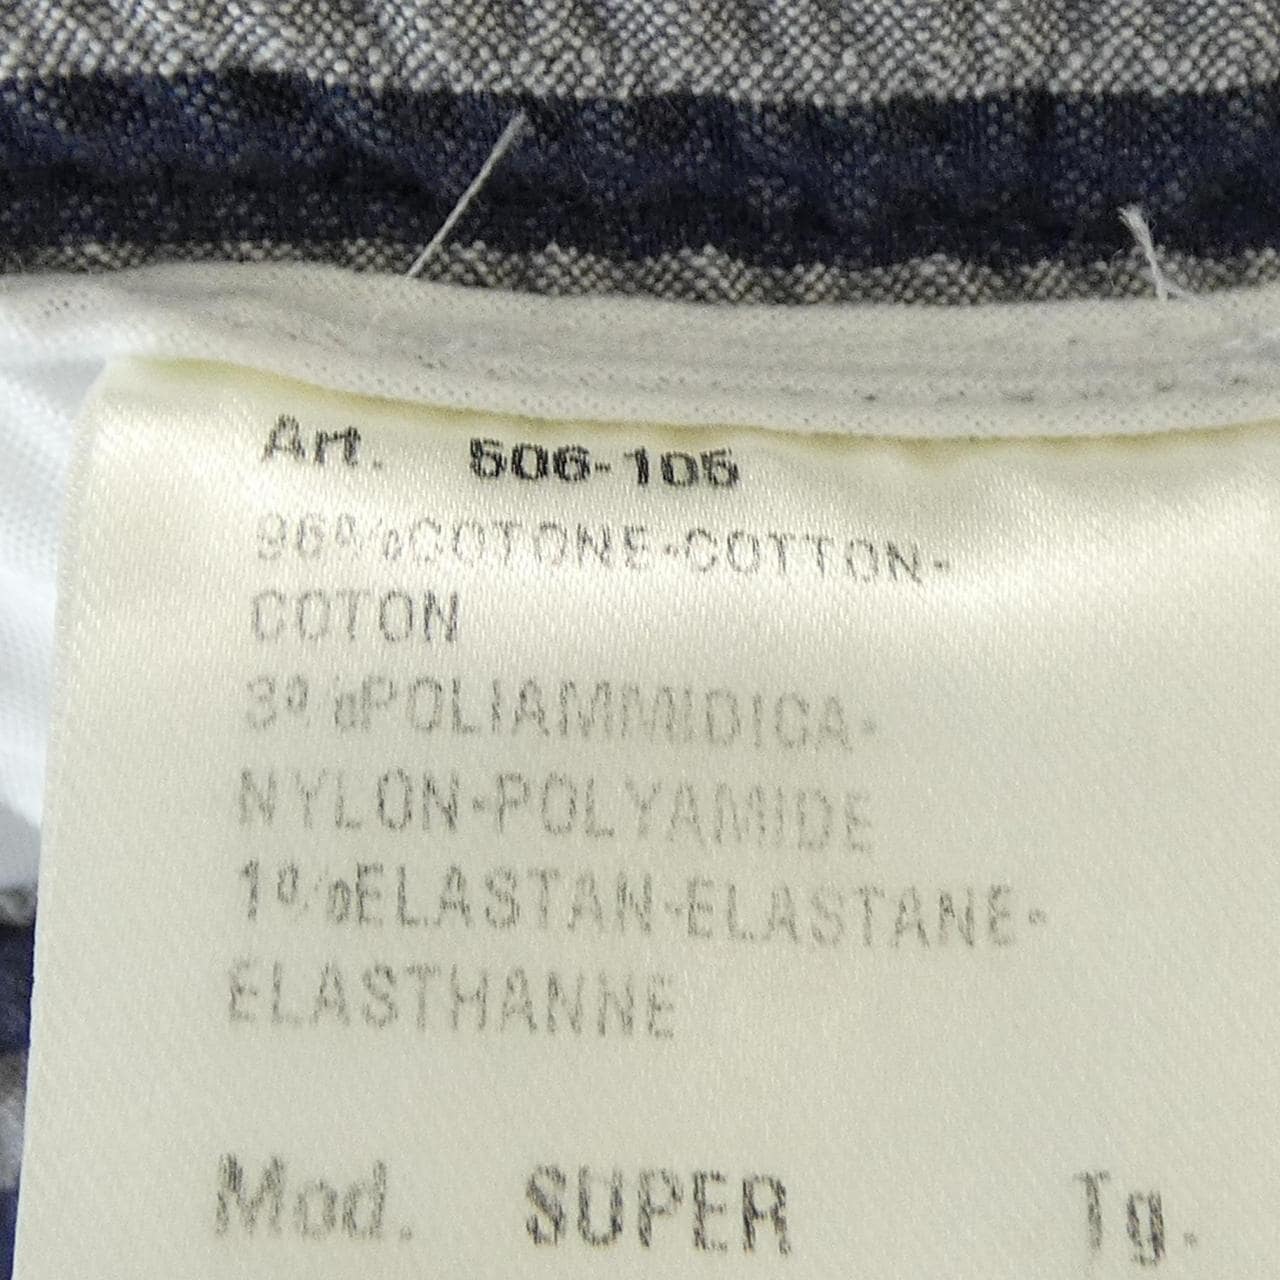 Art. 506-105
96%COTONE-COTTON-
COTON
3%POLIAMMIDICA-
NYLON-POLYAMIDE
1%ELASTAN-ELASTANE-
ELASTHANNE
Mod. SUPER Tg.